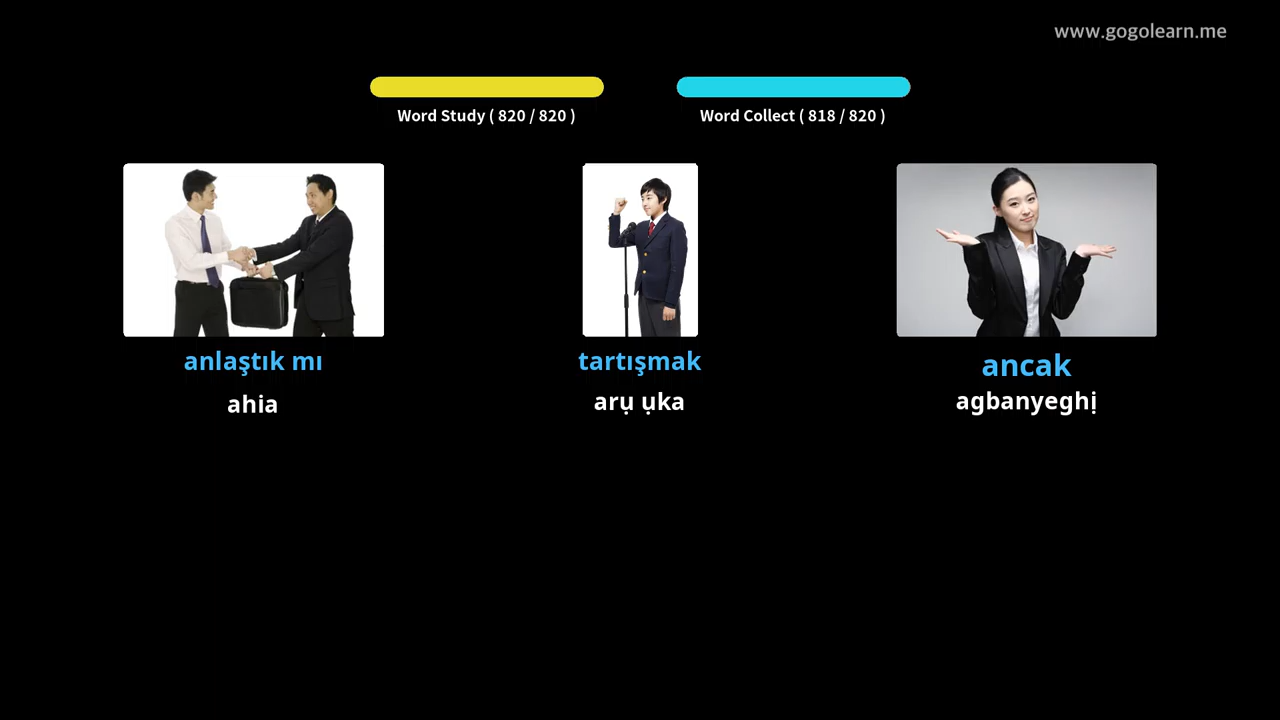 www.gogolearn.me
Word Study ( 820 / 820 )
Word Collect ( 818 / 820 )
anlaştık mı
ahia
tartışmak
arụ ụka
ancak
agbanyeghị